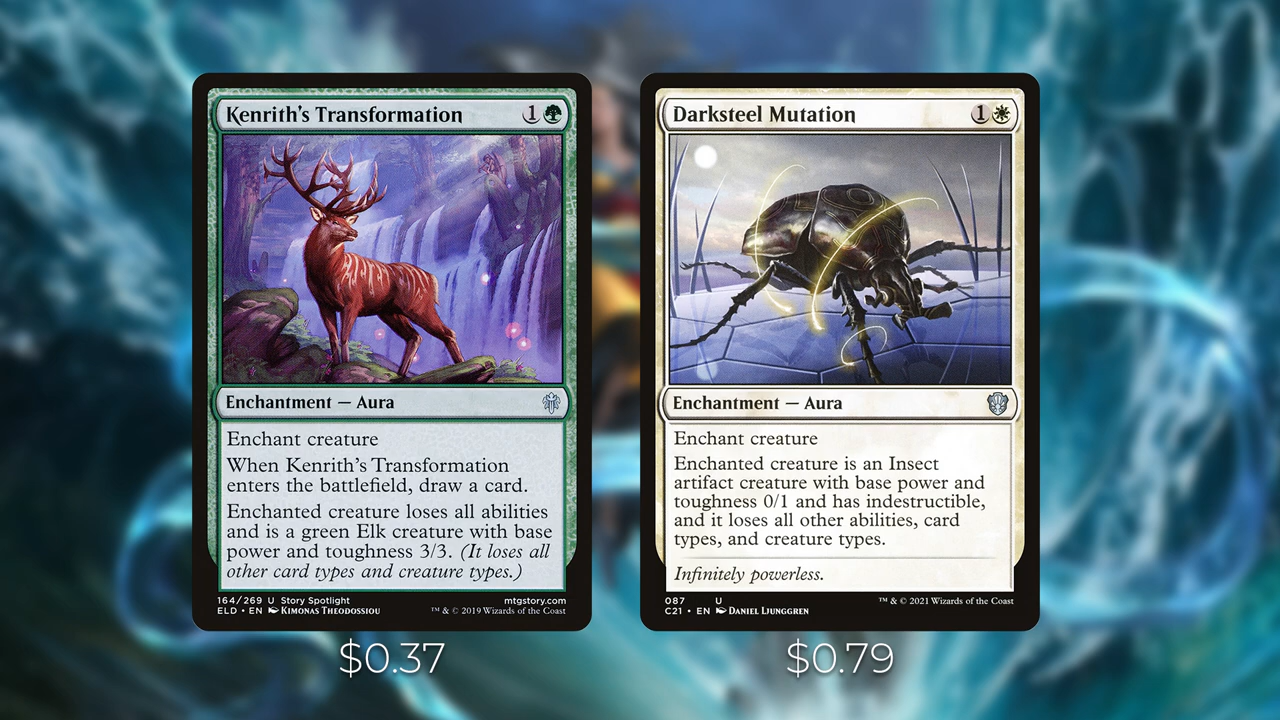 Kenrith's Transformation 1
Enchantment — Aura
Enchant creature
When Kenrith's Transformation
enters the battlefield, draw a card.
Enchanted creature loses all abilities
and is a green Elk creature with base
power and toughness 3/3. (It loses all
other card types and creature types.)
164/269 U Story Spotlight mtgstory.com
ELD • EN Kimonas Theodossiou ™ & © 2019 Wizards of the Coast
$0.37
Darksteel Mutation 1
Enchantment — Aura
Enchant creature
Enchanted creature is an Insect
artifact creature with base power and
toughness 0/1 and has indestructible,
and it loses all other abilities, card
types, and creature types.
Infinitely powerless.
087 U
C21 • EN Daniel Ljunggren ™ & © 2021 Wizards of the Coast
$0.79